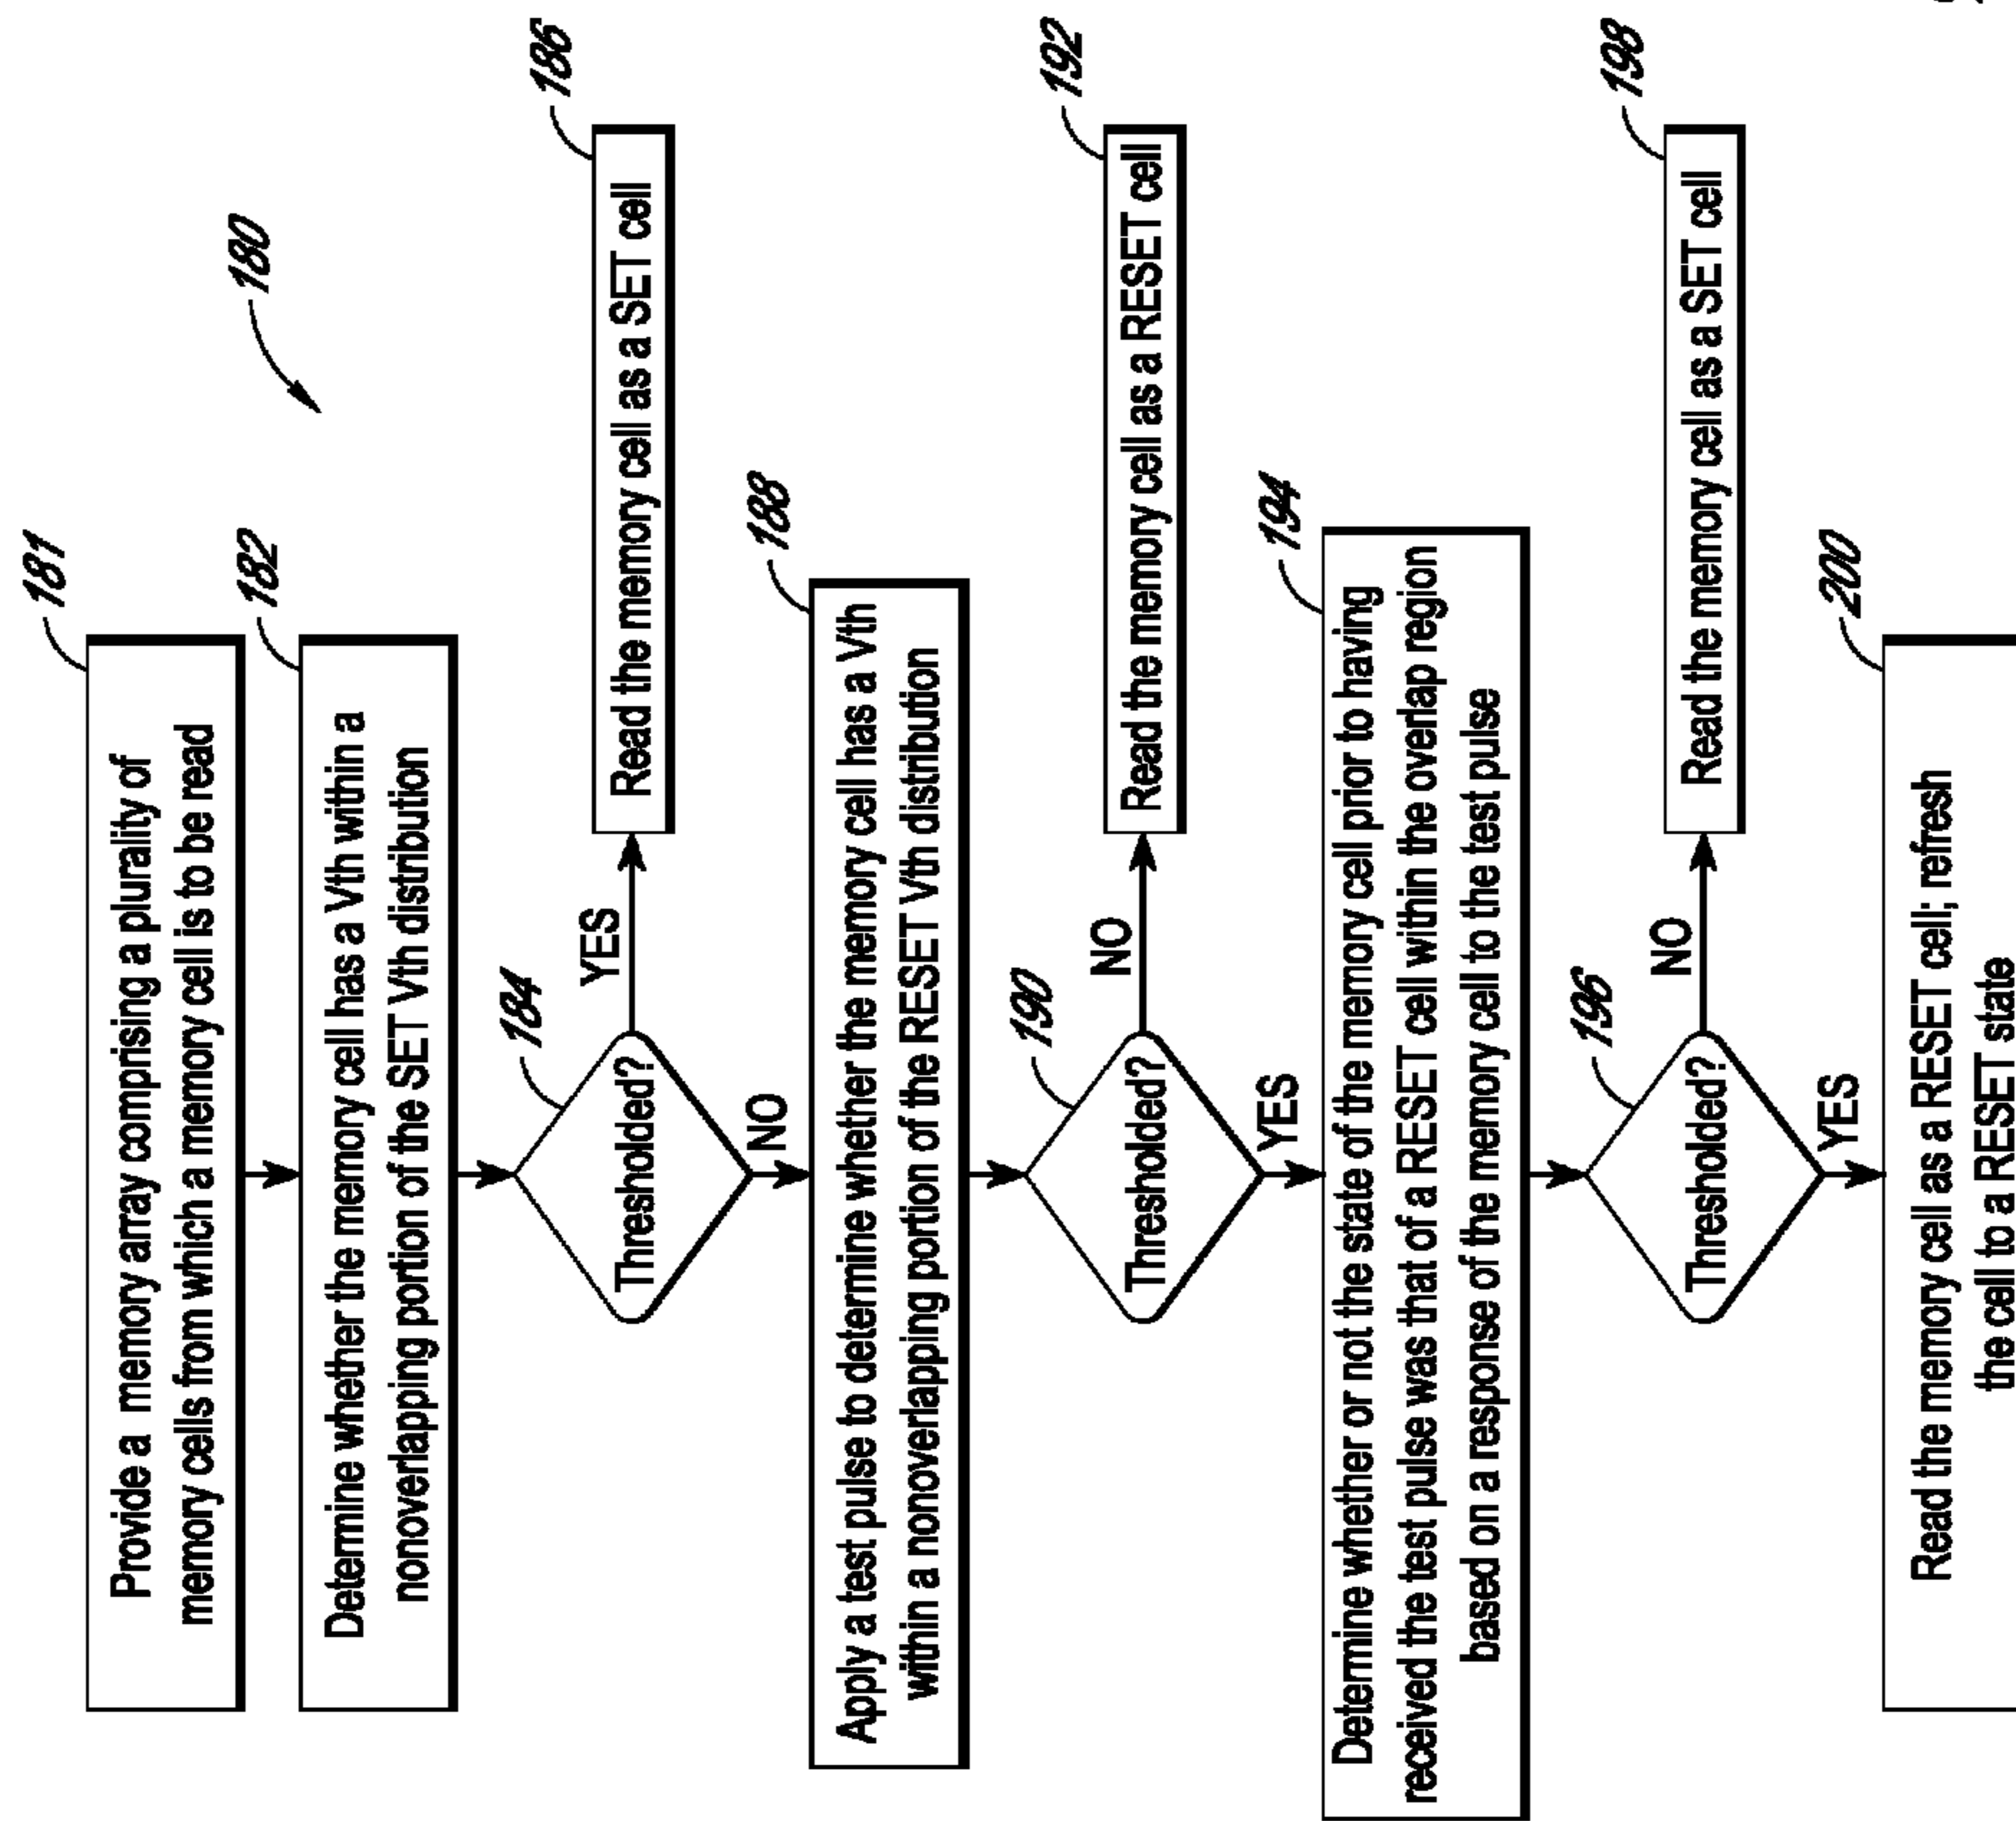 180
181
Provide a memory array comprising a plurality of
memory cells from which a memory cell is to be read
182
Determine whether the memory cell has a Vth within a
nonoverlapping portion of the SET Vth distribution
184
Thresholded?
YES
186
Read the memory cell as a SET cell
NO
188
Apply a test pulse to determine whether the memory cell has a Vth
within a nonoverlapping portion of the RESET Vth distribution
190
Thresholded?
NO
192
Read the memory cell as a RESET cell
YES
194
Determine whether or not the state of the memory cell prior to having
received the test pulse was that of a RESET cell within the overlap region
based on a response of the memory cell to the test pulse
196
Thresholded?
NO
198
Read the memory cell as a SET cell
YES
200
Read the memory cell as a RESET cell; refresh
the cell to a RESET state